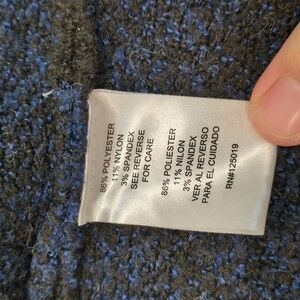 86% POLYESTER
11% NYLON
3% SPANDEX
SEE REVERSE
FOR CARE
86% POLIESTER
11% NILON
3% SPANDEX
VER AL REVERSO
PARA EL CUIDADO
RN#125019